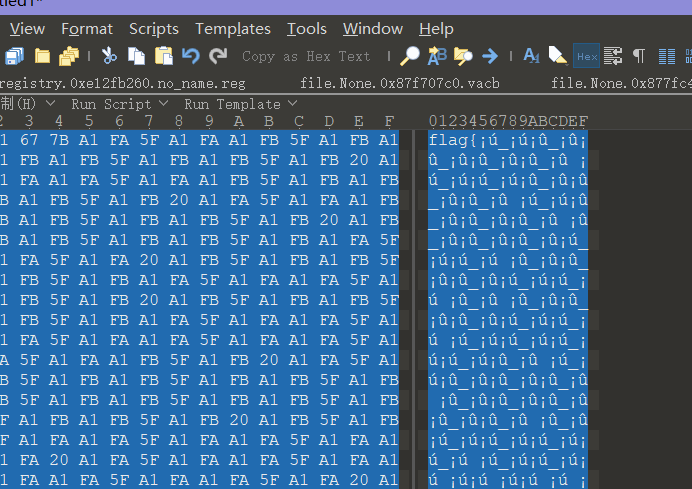 View Format Scripts Templates Tools Window Help
Copy as Hex Text Hex
registry.0xe12fb260.no_name.reg file.None.0x87f707c0.vacb file.None.0x877fc4
制(H) Run Script Run Template
2 3 4 5 6 7 8 9 A B C D E F 0123456789ABCDEF
1 67 7B A1 FA 5F A1 FA A1 FB 5F A1 FB A1 flag{¡ú_¡ú¡û_¡û¡
1 FB A1 FB 5F A1 FB A1 FB 5F A1 FB 20 A1 û_¡û¡û_¡û¡û_¡û ¡
1 FA A1 FA 5F A1 FA A1 FB 5F A1 FB A1 FB ú_¡ú¡ú_¡ú¡û_¡û¡û
B A1 FB 5F A1 FB 20 A1 FA 5F A1 FA A1 FB _¡û¡û_¡û ¡ú_¡ú¡û
B A1 FB 5F A1 FB A1 FB 5F A1 FB 20 A1 FB _¡û¡û_¡û¡û_¡û ¡û
B A1 FB 5F A1 FB A1 FB 5F A1 FB A1 FA 5F _¡û¡û_¡û¡û_¡û¡ú_
1 FA 5F A1 FA 20 A1 FB 5F A1 FB A1 FB 5F ¡ú¡ú_¡ú ¡û_¡û¡û_
1 FB 5F A1 FB A1 FA 5F A1 FA A1 FA 5F A1 ¡û¡û_¡û¡ú_¡ú¡ú_¡
1 FB 5F A1 FB 20 A1 FB 5F A1 FB A1 FB 5F ú ¡û_¡û ¡û_¡û¡û_
1 FB 5F A1 FB A1 FA 5F A1 FA A1 FA 5F A1 ¡û¡û_¡û¡ú_¡ú¡ú_¡
1 FA 5F A1 FA A1 FA 5F A1 FA A1 FB 5F A1 ú ¡ú_¡ú¡ú_¡ú¡û_¡
A 5F A1 FA A1 FB 5F A1 FB 20 A1 FA 5F A1 ú¡ú_¡ú¡û_¡û ¡ú_¡
B 5F A1 FB A1 FB 5F A1 FB A1 FB 5F A1 FB ú¡û_¡û¡û_¡û¡û_¡û
B 5F A1 FB A1 FB 5F A1 FB A1 FB 5F A1 FB ¡û_¡û¡û_¡û¡û_¡û
F A1 FB A1 FB 5F A1 FB 20 A1 FB 5F A1 FB ¡û_¡û¡û_¡û ¡û_¡û
F A1 FA A1 FA 5F A1 FA A1 FA 5F A1 FA A1 ¡ú_¡ú¡ú_¡ú¡ú_¡ú¡
1 FA 20 A1 FA 5F A1 FA A1 FA 5F A1 FA A1 ú_¡ú ¡ú_¡ú¡ú_¡ú¡
1 FA A1 FA 5F A1 FA A1 FB 5F A1 FA 20 A1 ú_¡ú¡ú_¡ú¡û_¡ú ¡